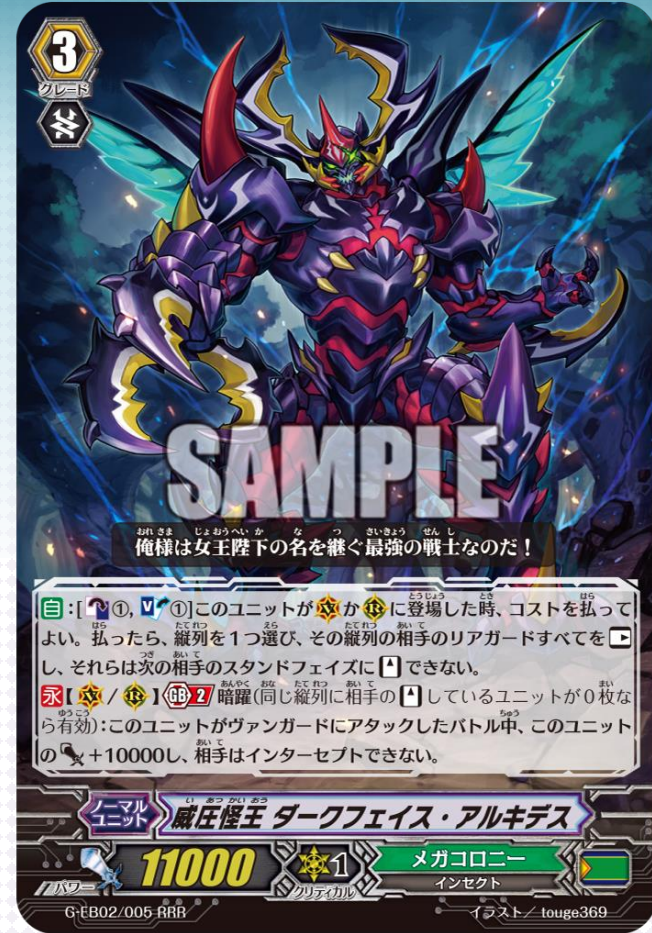 3
グレード
SAMPLE
俺様は女王陛下の名を継ぐ最強の戦士なのだ！
自:[①, V①]このユニットがVかRに登場した時、コストを払って
よい。払ったら、縦列を1つ選び、その縦列の相手のリアガードすべてを
し、それらは次の相手のスタンドフェイズにできない。
永【V/R】GB2 暗躍(同じ縦列に相手のしているユニットが0枚な
ら有効):このユニットがヴァンガードにアタックしたバトル中、このユニット
の+10000し、相手はインターセプトできない。
ノーマル
ユニット
威圧怪王 ダークフェイス・アルキデス
パワー
11000
1
クリティカル
メガコロニー
インセクト
G-EB02/005 RRR
イラスト/ touge369